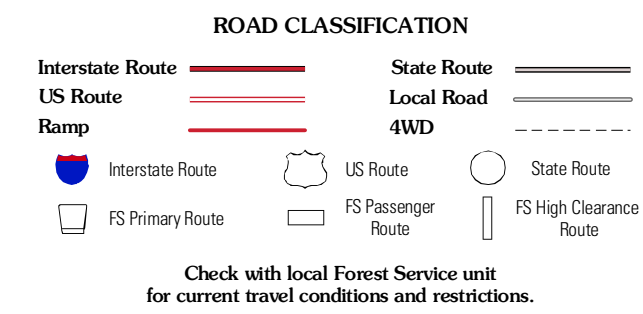 ROAD CLASSIFICATION
Interstate Route
State Route
US Route
Local Road
Ramp
4WD
Interstate Route
US Route
State Route
FS Primary Route
FS Passenger
Route
FS High Clearance
Route
Check with local Forest Service unit
for current travel conditions and restrictions.